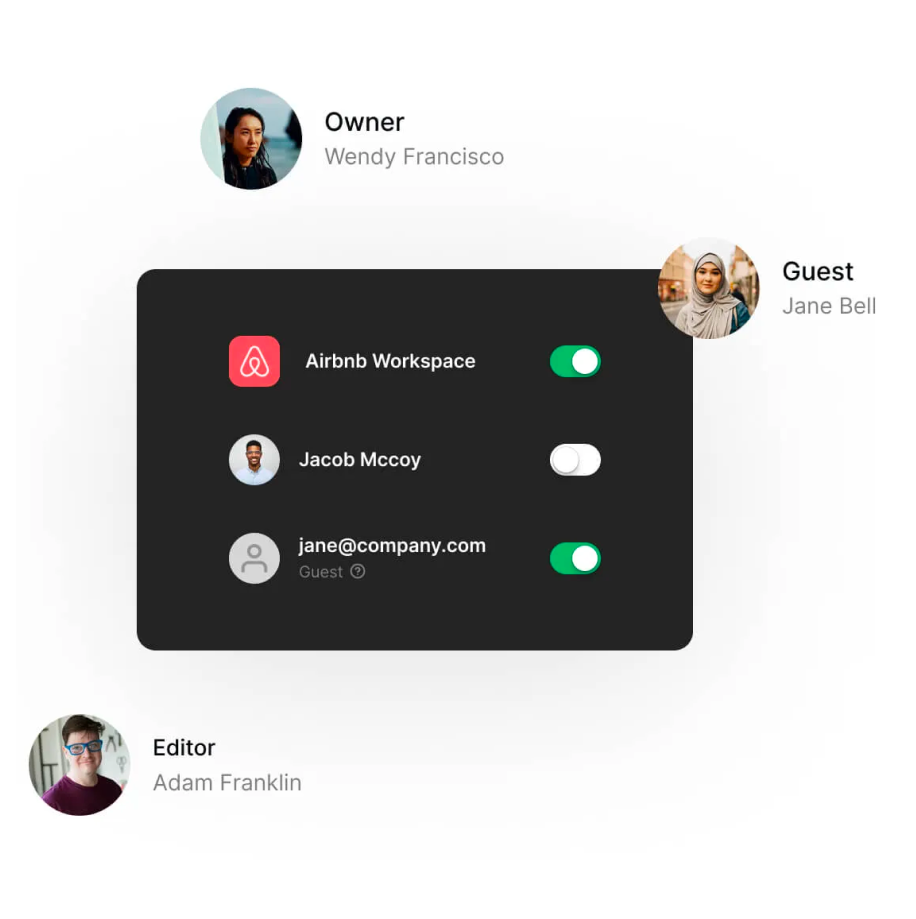 Owner
Wendy Francisco
Guest
Jane Bell
Airbnb Workspace
Jacob Mccoy
jane@company.com
Guest ?
Editor
Adam Franklin